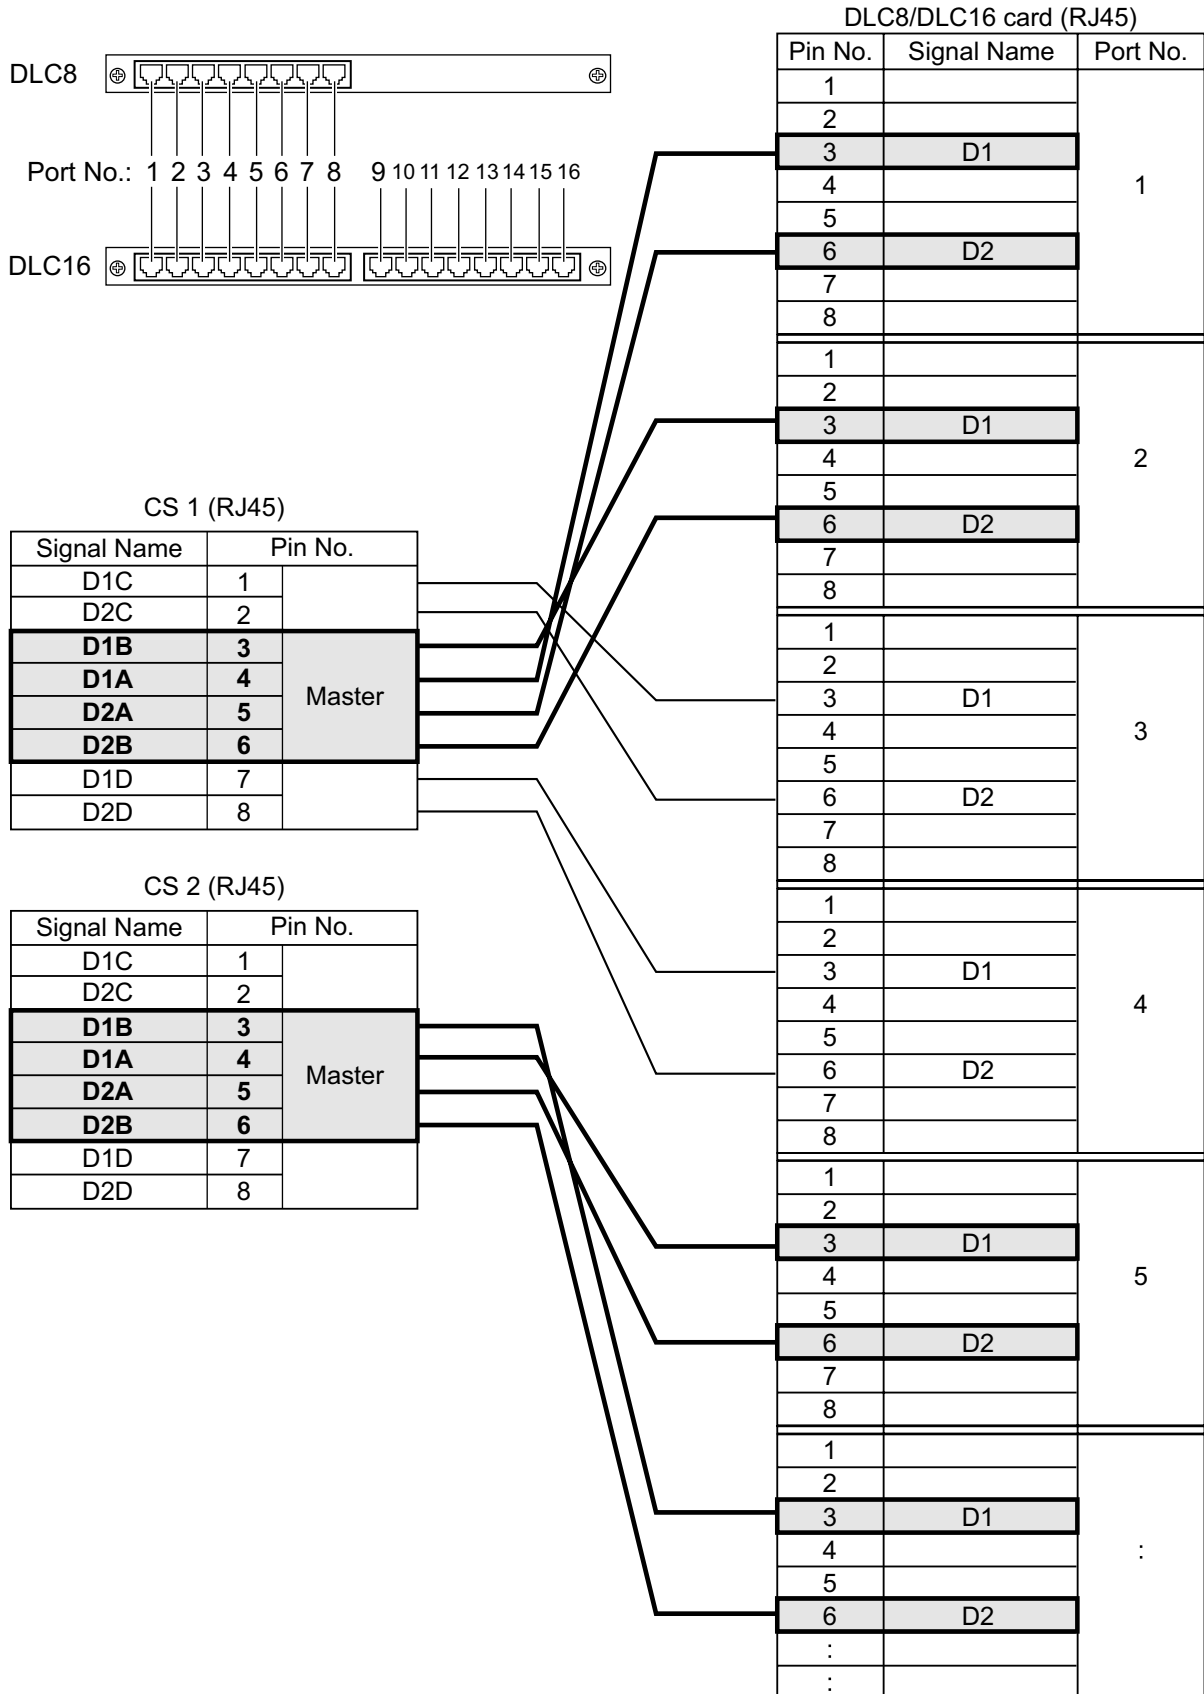 DLC8/DLC16 card (RJ45)
DLC8
Port No.: 1 2 3 4 5 6 7 8 9 10 11 12 13 14 15 16
DLC16
Pin No. Signal Name Port No.
1
2
3 D1
4 1
5
6 D2
7
8
1
2
3 D1
4 2
5
6 D2
7
8
1
2
3 D1
4 3
5
6 D2
7
8
1
2
3 D1
4 4
5
6 D2
7
8
1
2
3 D1
4 5
5
6 D2
7
8
1
2
3 D1
4 :
5
6 D2
:
:
CS 1 (RJ45)
Signal Name Pin No.
D1C 1
D2C 2
D1B 3
D1A 4
Master
D2A 5
D2B 6
D1D 7
D2D 8
CS 2 (RJ45)
Signal Name Pin No.
D1C 1
D2C 2
D1B 3
D1A 4
Master
D2A 5
D2B 6
D1D 7
D2D 8